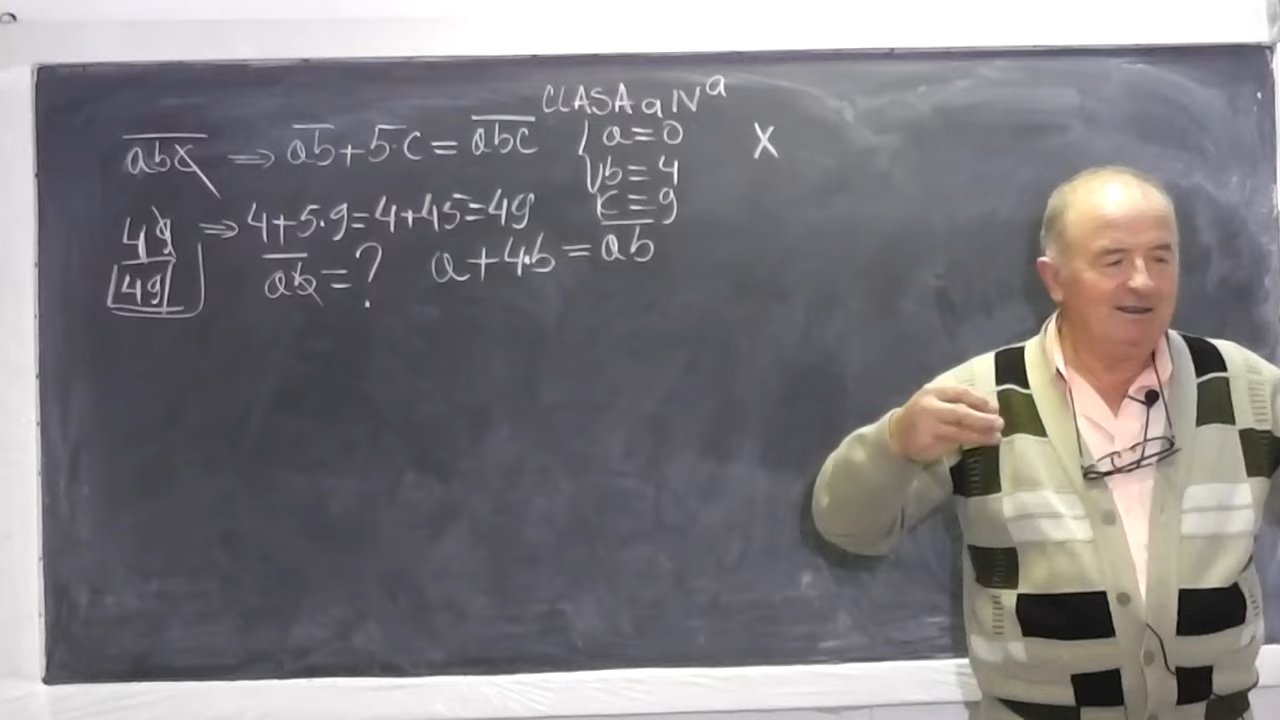 CLASA a IVª
abc ⇒ ab+5·c = abc { a=0 X
b=4
49 ⇒ 4+5·9=4+45=49 c=9
49 ab=? a+4·b=ab